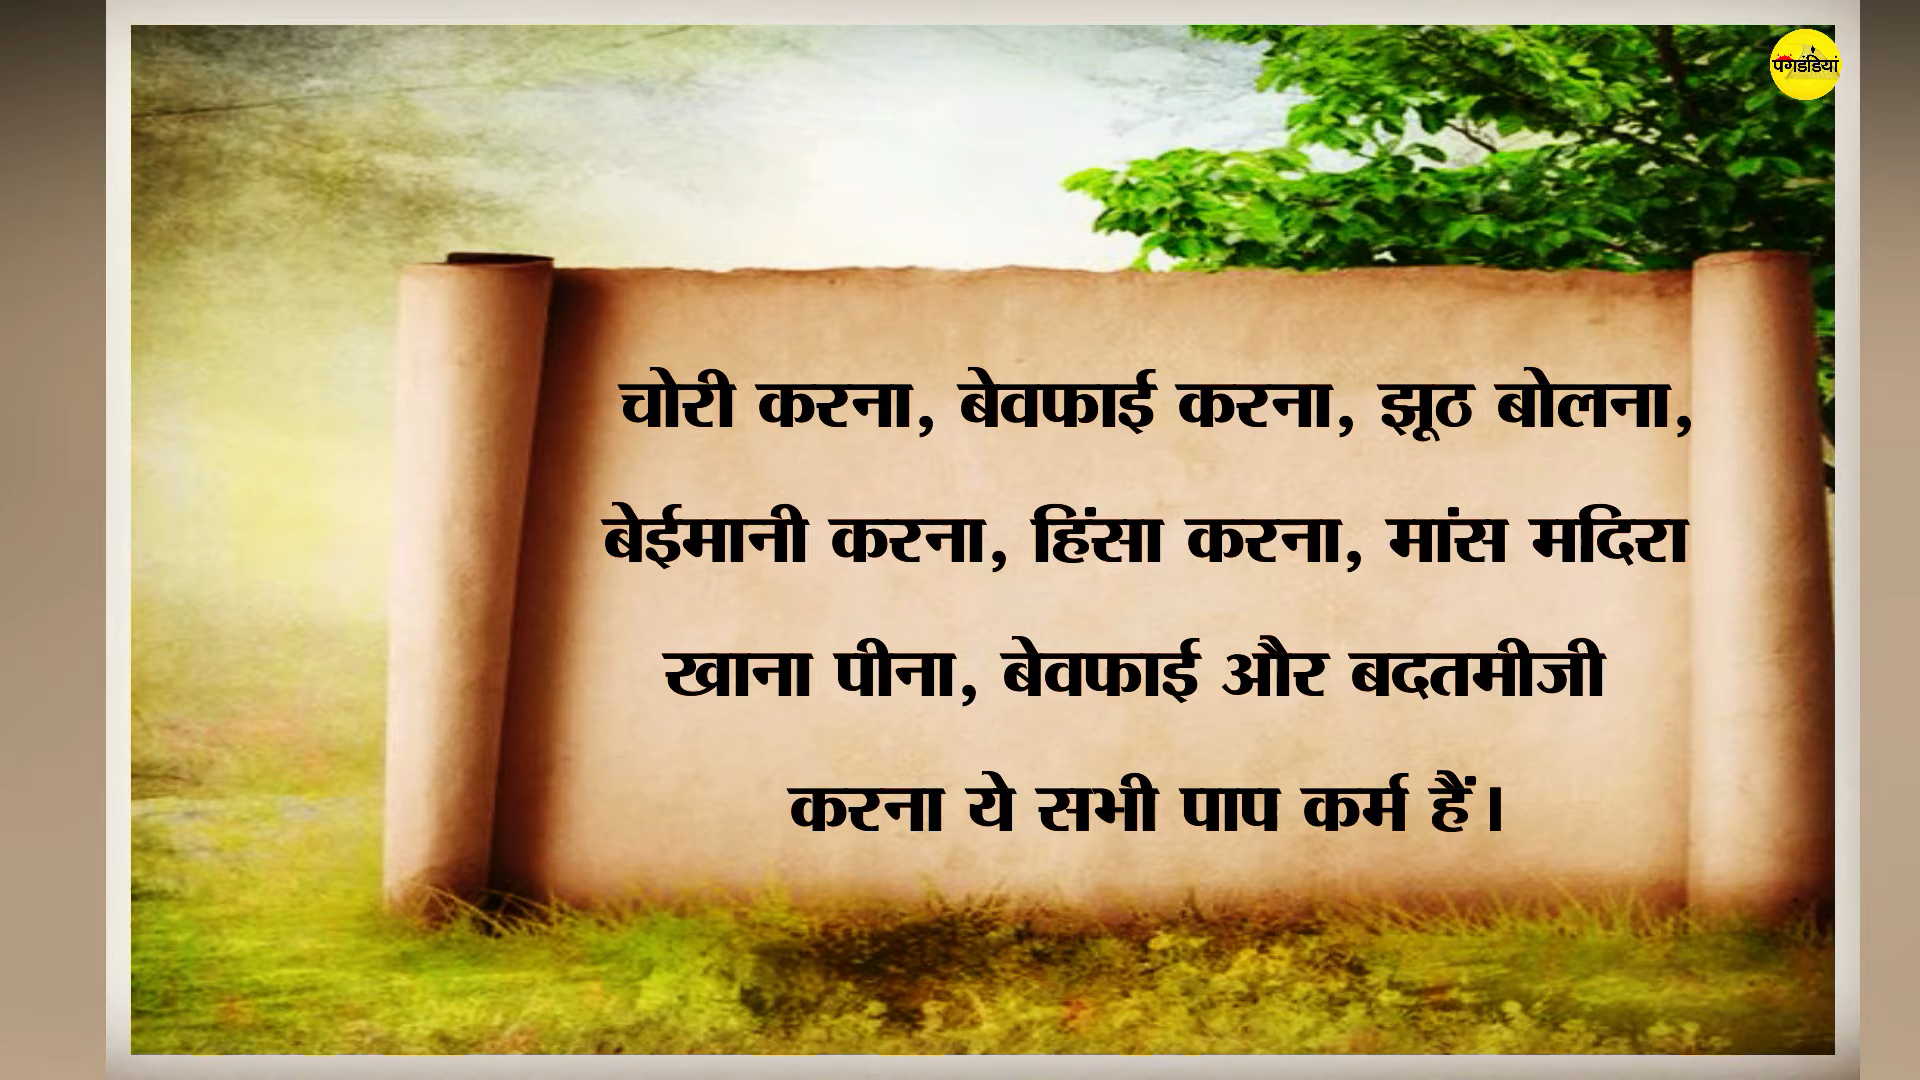 पगडंडियां
चोरी करना, बेवफाई करना, झूठ बोलना,
बेईमानी करना, हिंसा करना, मांस मदिरा
खाना पीना, बेवफाई और बदतमीजी
करना ये सभी पाप कर्म हैं।